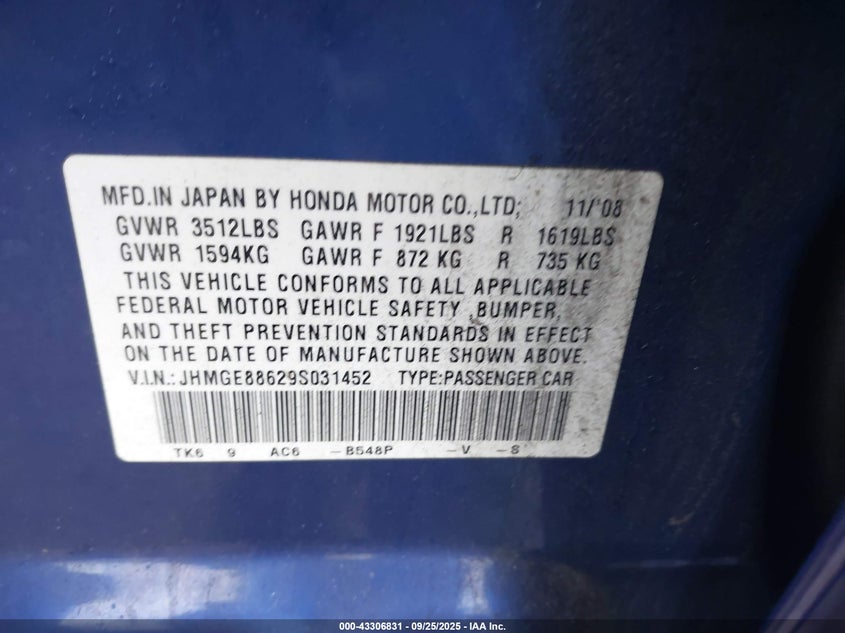 MFD.IN JAPAN BY HONDA MOTOR CO.,LTD; 11/'08
GVWR 3512LBS GAWR F 1921LBS R 1619LBS
GVWR 1594KG GAWR F 872 KG R 735 KG
THIS VEHICLE CONFORMS TO ALL APPLICABLE
FEDERAL MOTOR VEHICLE SAFETY ,BUMPER,
AND THEFT PREVENTION STANDARDS IN EFFECT
ON THE DATE OF MANUFACTURE SHOWN ABOVE.
V.I.N.:JHMGE88629S031452 TYPE:PASSENGER CAR
TK6 9 AC6 -B548P -V -S
000-43306831 - 09/25/2025 - IAA Inc.